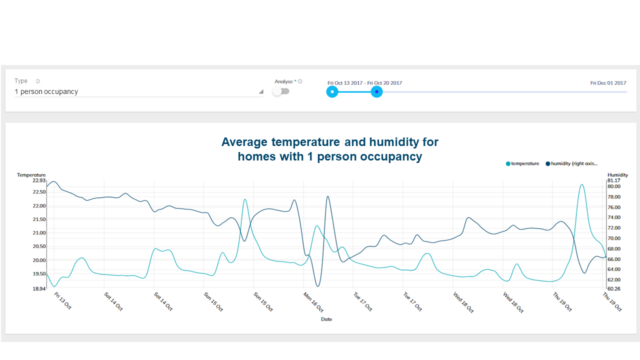 Type
1 person occupancy
Analyse *
Fri Oct 13 2017 - Fri Oct 20 2017
Fri Dec 01 2017
Average temperature and humidity for
homes with 1 person occupancy
temperature
humidity (right axis...
Temperature
Humidity
22.93
22.50
22.00
21.50
21.00
20.50
20.00
19.50
18.94
81.17
80.00
78.00
76.00
74.00
72.00
70.00
68.00
66.00
64.00
62.00
60.26
Fri 13 Oct
Sat 14 Oct
Sat 14 Oct
Sun 15 Oct
Sun 15 Oct
Mon 16 Oct
Tue 17 Oct
Tue 17 Oct
Wed 18 Oct
Wed 18 Oct
Thu 19 Oct
Thu 19 Oct
Date